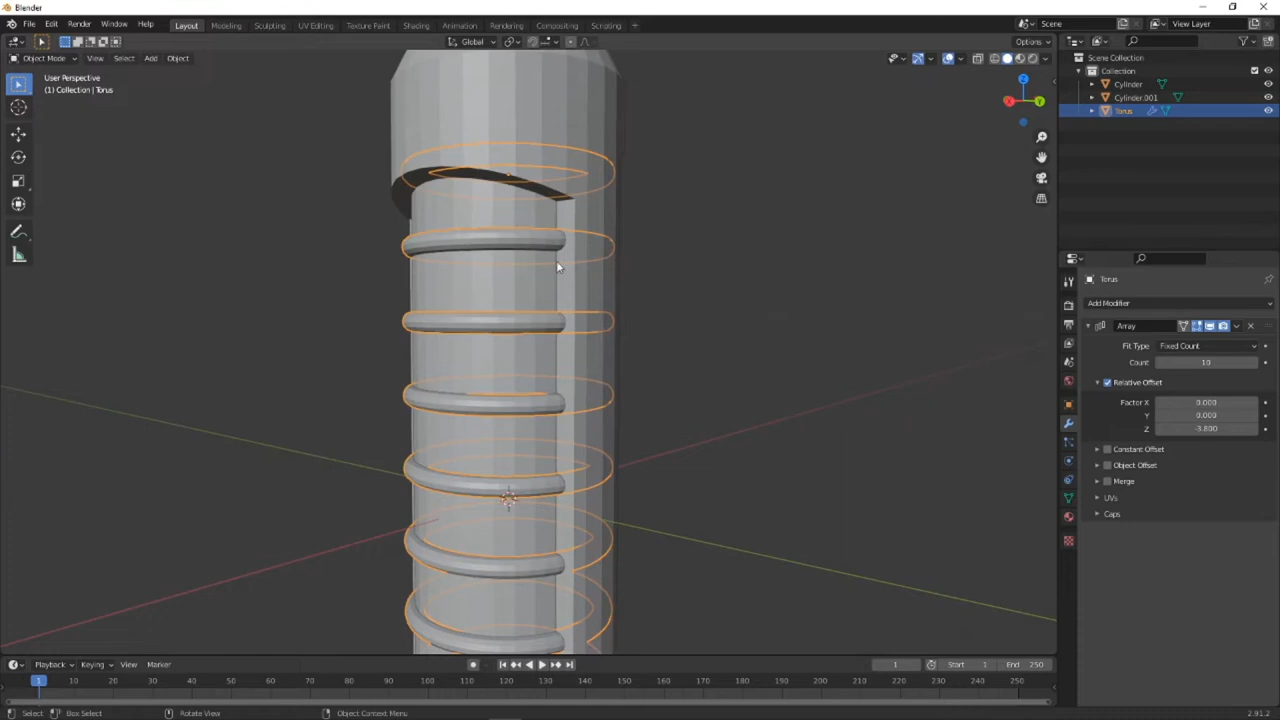 Blender
File Edit Render Window Help Layout Modeling Sculpting UV Editing Texture Paint Shading Animation Rendering Compositing Scripting + Scene View Layer
Global Options
Object Mode View Select Add Object
User Perspective
(1) Collection | Torus
Scene Collection
Collection
Cylinder
Cylinder.001
Torus
X Y Z
Torus
Add Modifier
Array
Fit Type Fixed Count
Count 10
Relative Offset
Factor X 0.000
Y 0.000
Z -3.800
Constant Offset
Object Offset
Merge
UVs
Caps
Playback Keying View Marker 1 Start 1 End 250
1 10 20 30 40 50 60 70 80 90 100 110 120 130 140 150 160 170 180 190 200 210 220 230 240 250
Select Box Select Rotate View Object Context Menu 2.91.2